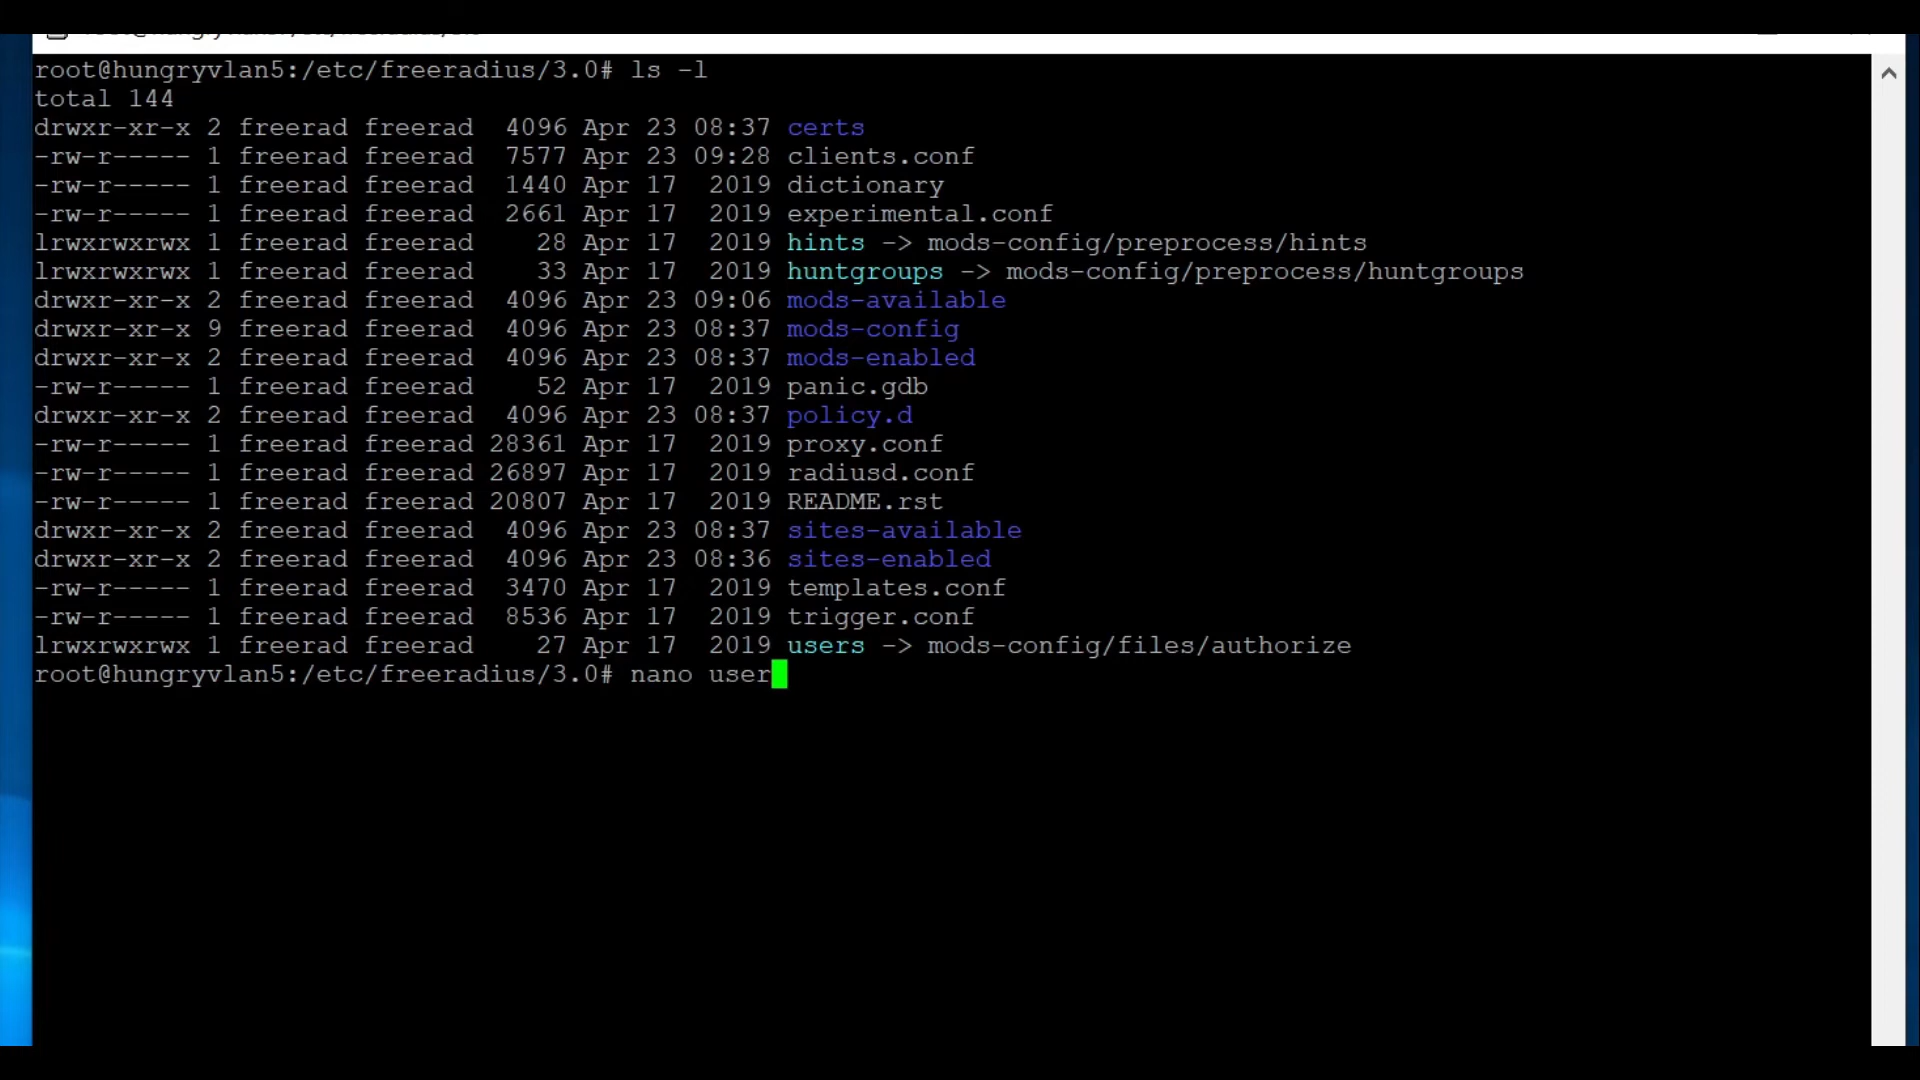 root@hungryvlan5:/etc/freeradius/3.0# ls -l
total 144
drwxr-xr-x 2 freerad freerad  4096 Apr 23 08:37 certs
-rw-r----- 1 freerad freerad  7577 Apr 23 09:28 clients.conf
-rw-r----- 1 freerad freerad  1440 Apr 17  2019 dictionary
-rw-r----- 1 freerad freerad  2661 Apr 17  2019 experimental.conf
lrwxrwxrwx 1 freerad freerad    28 Apr 17  2019 hints -> mods-config/preprocess/hints
lrwxrwxrwx 1 freerad freerad    33 Apr 17  2019 huntgroups -> mods-config/preprocess/huntgroups
drwxr-xr-x 2 freerad freerad  4096 Apr 23 09:06 mods-available
drwxr-xr-x 9 freerad freerad  4096 Apr 23 08:37 mods-config
drwxr-xr-x 2 freerad freerad  4096 Apr 23 08:37 mods-enabled
-rw-r----- 1 freerad freerad    52 Apr 17  2019 panic.gdb
drwxr-xr-x 2 freerad freerad  4096 Apr 23 08:37 policy.d
-rw-r----- 1 freerad freerad 28361 Apr 17  2019 proxy.conf
-rw-r----- 1 freerad freerad 26897 Apr 17  2019 radiusd.conf
-rw-r----- 1 freerad freerad 20807 Apr 17  2019 README.rst
drwxr-xr-x 2 freerad freerad  4096 Apr 23 08:37 sites-available
drwxr-xr-x 2 freerad freerad  4096 Apr 23 08:36 sites-enabled
-rw-r----- 1 freerad freerad  3470 Apr 17  2019 templates.conf
-rw-r----- 1 freerad freerad  8536 Apr 17  2019 trigger.conf
lrwxrwxrwx 1 freerad freerad    27 Apr 17  2019 users -> mods-config/files/authorize
root@hungryvlan5:/etc/freeradius/3.0# nano user